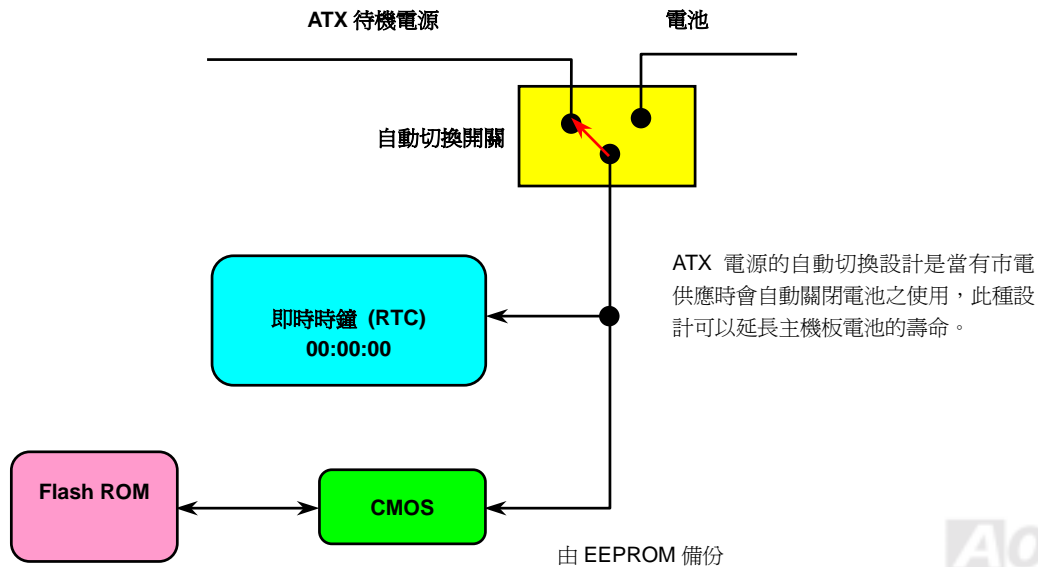 ATX 待機電源
電池
自動切換開關
ATX 電源的自動切換設計是當有市電
供應時會自動關閉電池之使用，此種設
計可以延長主機板電池的壽命。
即時時鐘 (RTC)
00:00:00
Flash ROM
CMOS
由 EEPROM 備份
AO